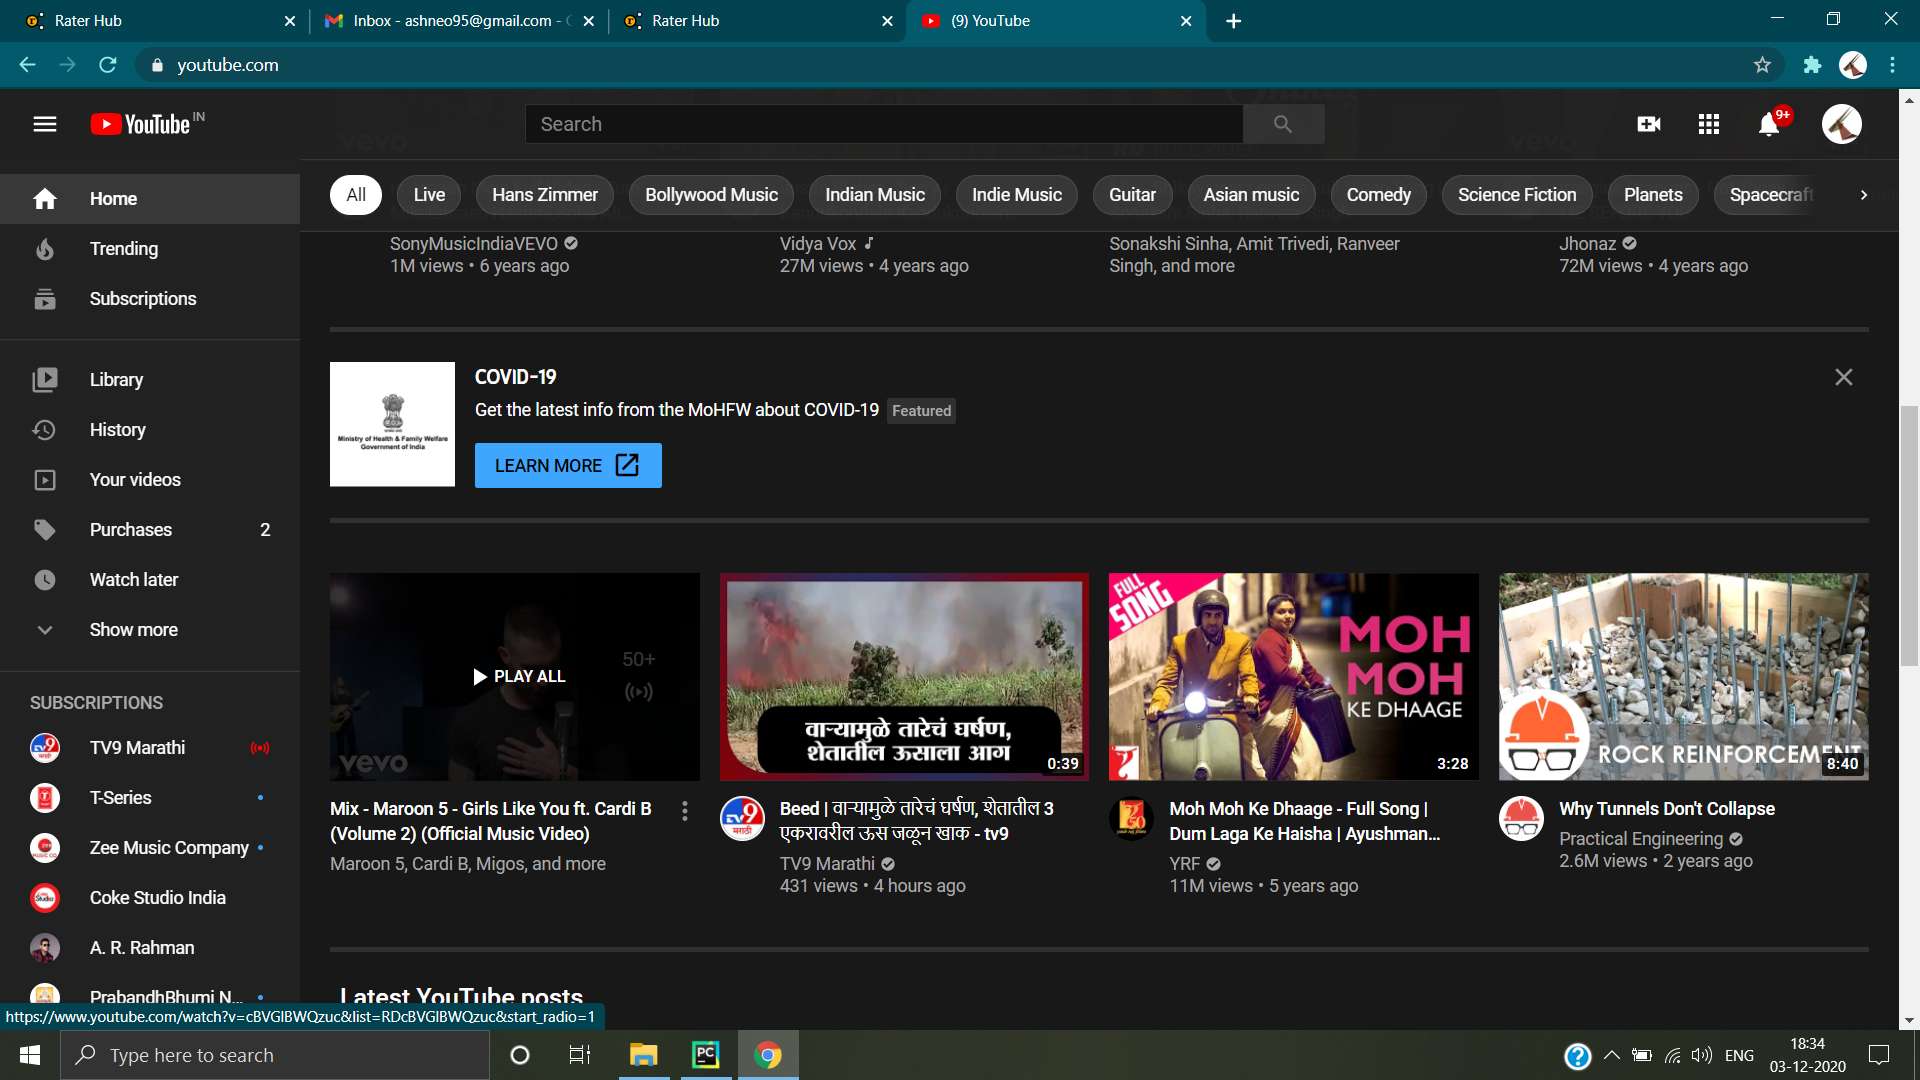 Rater Hub
Inbox - ashneo95@gmail.com -
Rater Hub
(9) YouTube
youtube.com
YouTube IN
Search
9+
All
Live
Hans Zimmer
Bollywood Music
Indian Music
Indie Music
Guitar
Asian music
Comedy
Science Fiction
Planets
Spacecraft
Home
Trending
Subscriptions
Library
History
Your videos
Purchases 2
Watch later
Show more
SUBSCRIPTIONS
TV9 Marathi
T-Series
Zee Music Company
Coke Studio India
A. R. Rahman
PrabandhBhumi N...
SonyMusicIndiaVEVO
1M views • 6 years ago
Vidya Vox
27M views • 4 years ago
Sonakshi Sinha, Amit Trivedi, Ranveer
Singh, and more
Jhonaz
72M views • 4 years ago
Ministry of Health & Family Welfare
Government of India
COVID-19
Get the latest info from the MoHFW about COVID-19 Featured
LEARN MORE
50+
PLAY ALL
vevo
Mix - Maroon 5 - Girls Like You ft. Cardi B
(Volume 2) (Official Music Video)
Maroon 5, Cardi B, Migos, and more
वाऱ्यामुळे तारेचं घर्षण,
शेतातील ऊसाला आग
0:39
Beed | वाऱ्यामुळे तारेचं घर्षण, शेतातील 3
एकरावरील ऊस जळून खाक - tv9
TV9 Marathi
431 views • 4 hours ago
FULL
SONG
MOH
MOH
KE DHAAGE
3:28
Moh Moh Ke Dhaage - Full Song |
Dum Laga Ke Haisha | Ayushman...
YRF
11M views • 5 years ago
ROCK REINFORCEMENT
8:40
Why Tunnels Don't Collapse
Practical Engineering
2.6M views • 2 years ago
Latest YouTube posts
https://www.youtube.com/watch?v=cBVGlBWQzuc&list=RDcBVGlBWQzuc&start_radio=1
Type here to search
PC
ENG
18:34
03-12-2020